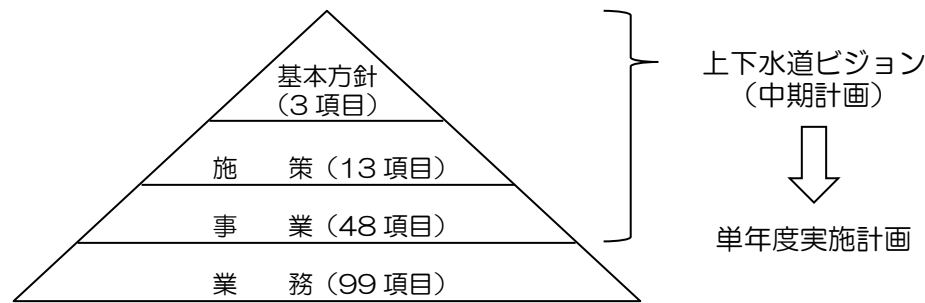 基本方針
（3 項目）
施　　策（13 項目）
事　　業（48 項目）
業　　務（99 項目）
上下水道ビジョン
（中期計画）
単年度実施計画